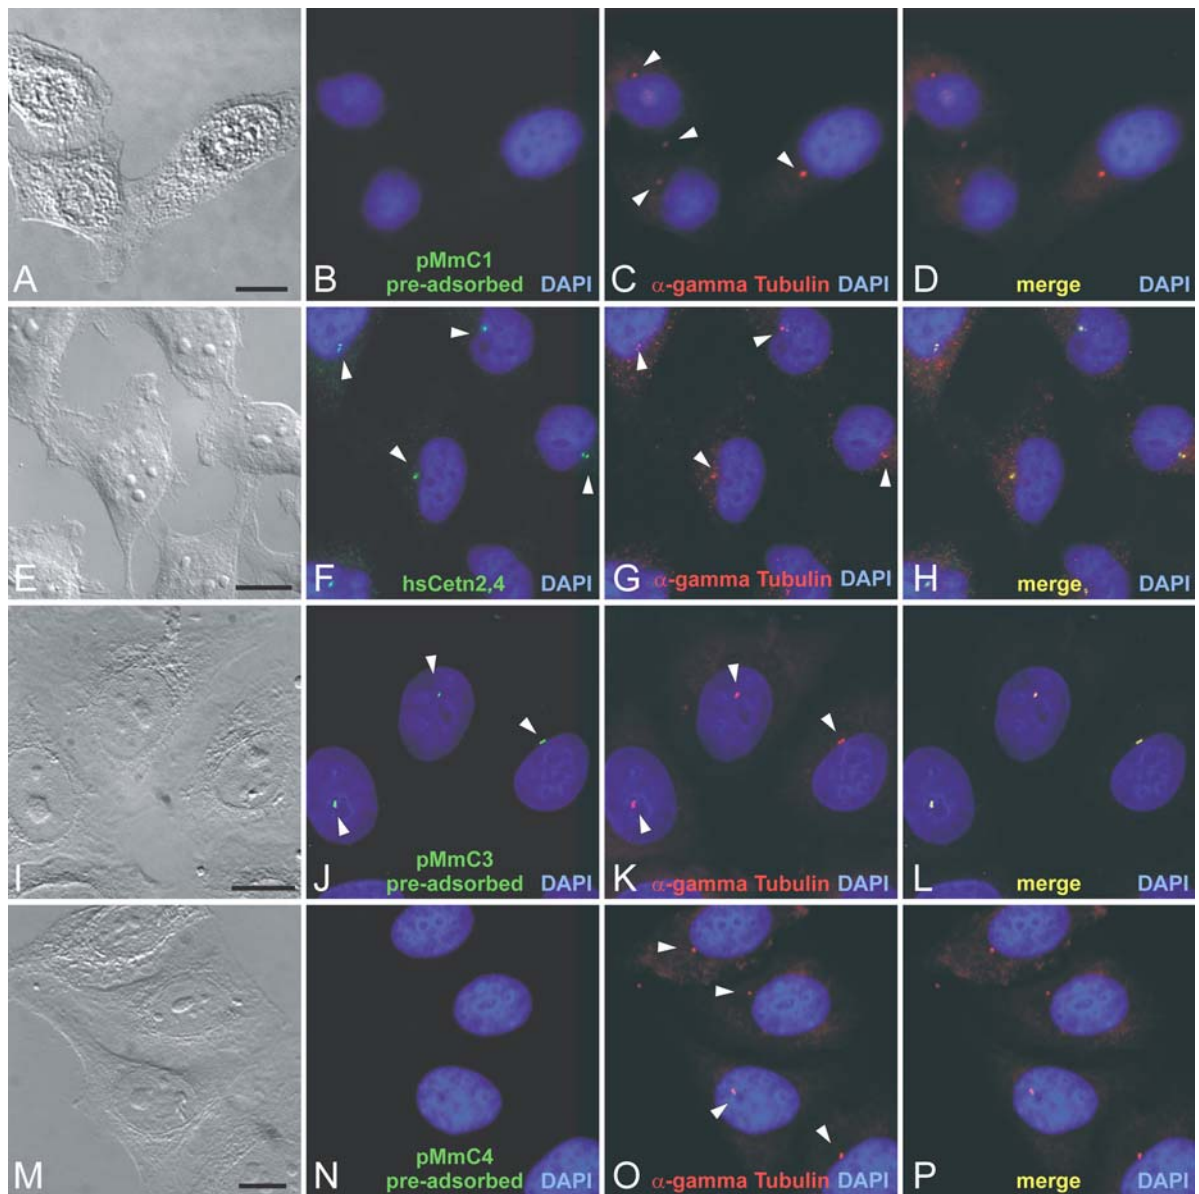 A
B
pMmC1
pre-adsorbed DAPI
C α-gamma Tubulin DAPI
D merge DAPI
E
F hsCetn2,4 DAPI
G α-gamma Tubulin DAPI
H merge DAPI
I
J
pMmC3
pre-adsorbed DAPI
K α-gamma Tubulin DAPI
L merge DAPI
M
N
pMmC4
pre-adsorbed DAPI
O α-gamma Tubulin DAPI
P merge DAPI